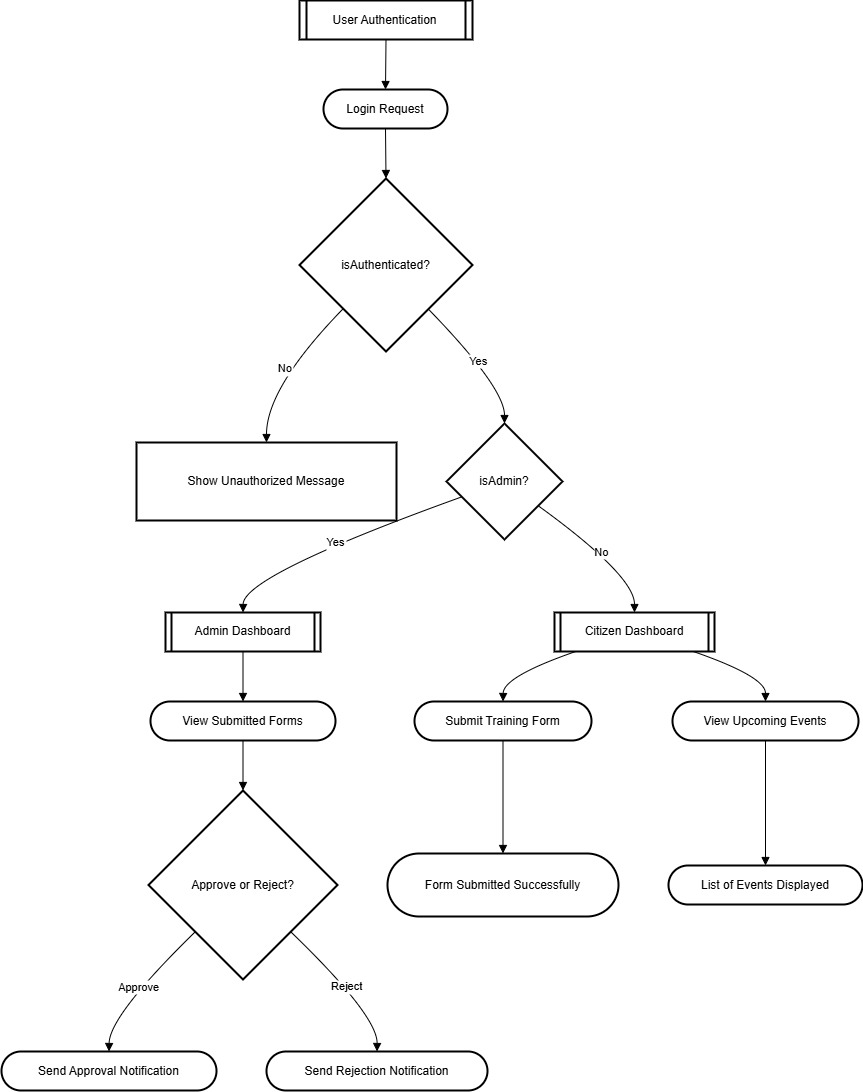 User Authentication
Login Request
isAuthenticated?
No
Yes
Show Unauthorized Message
isAdmin?
Yes
No
Admin Dashboard
Citizen Dashboard
View Submitted Forms
Submit Training Form
View Upcoming Events
Approve or Reject?
Form Submitted Successfully
List of Events Displayed
Approve
Reject
Send Approval Notification
Send Rejection Notification